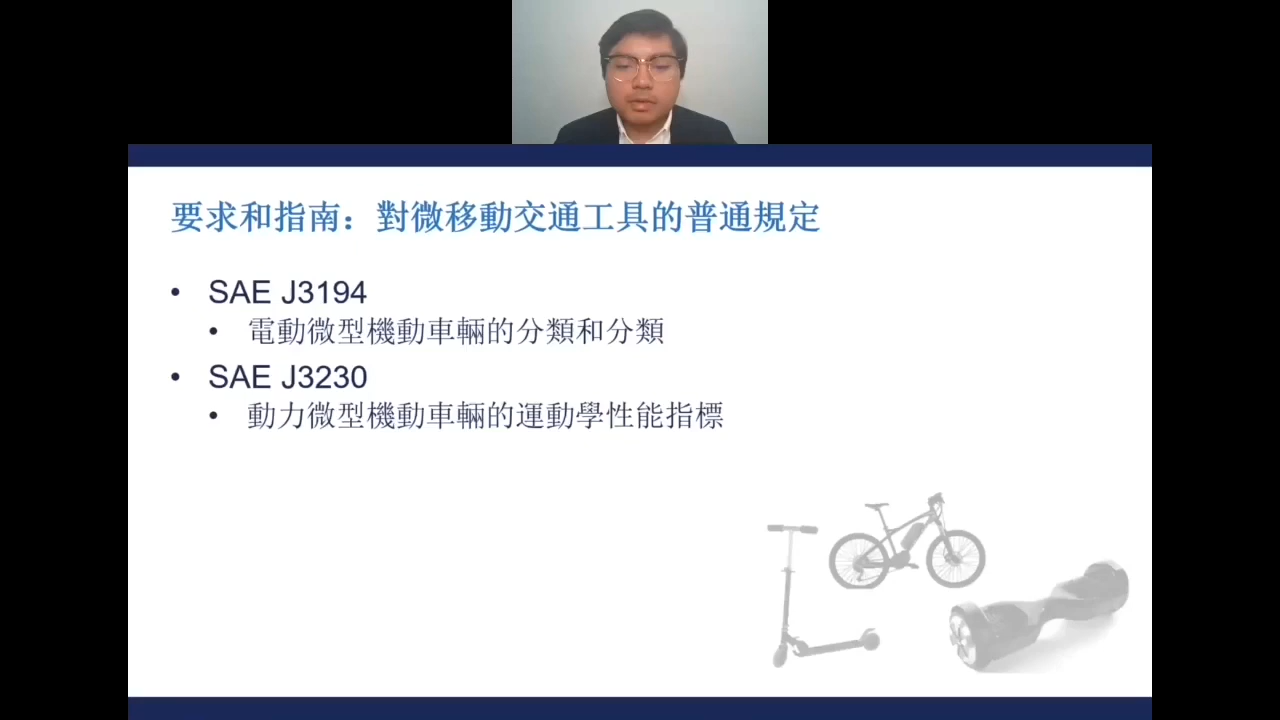 要求和指南：對微移動交通工具的普通規定
• SAE J3194
• 電動微型機動車輛的分類和分類
• SAE J3230
• 動力微型機動車輛的運動學性能指標